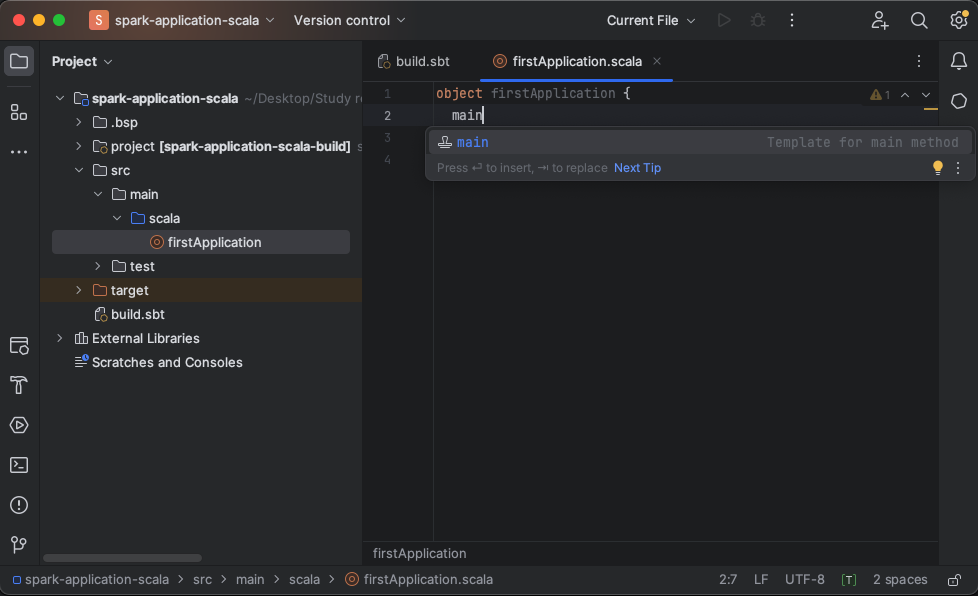 S spark-application-scala Version control Current File
Project
build.sbt firstApplication.scala
spark-application-scala ~/Desktop/Study
.bsp
project [spark-application-scala-build]
src
main
scala
firstApplication
test
target
build.sbt
External Libraries
Scratches and Consoles
1 object firstApplication {
1
2 main
3
4
main Template for main method
Press ⏎ to insert, ⇥ to replace Next Tip
firstApplication
spark-application-scala > src > main > scala > firstApplication.scala 2:7 LF UTF-8 [T] 2 spaces